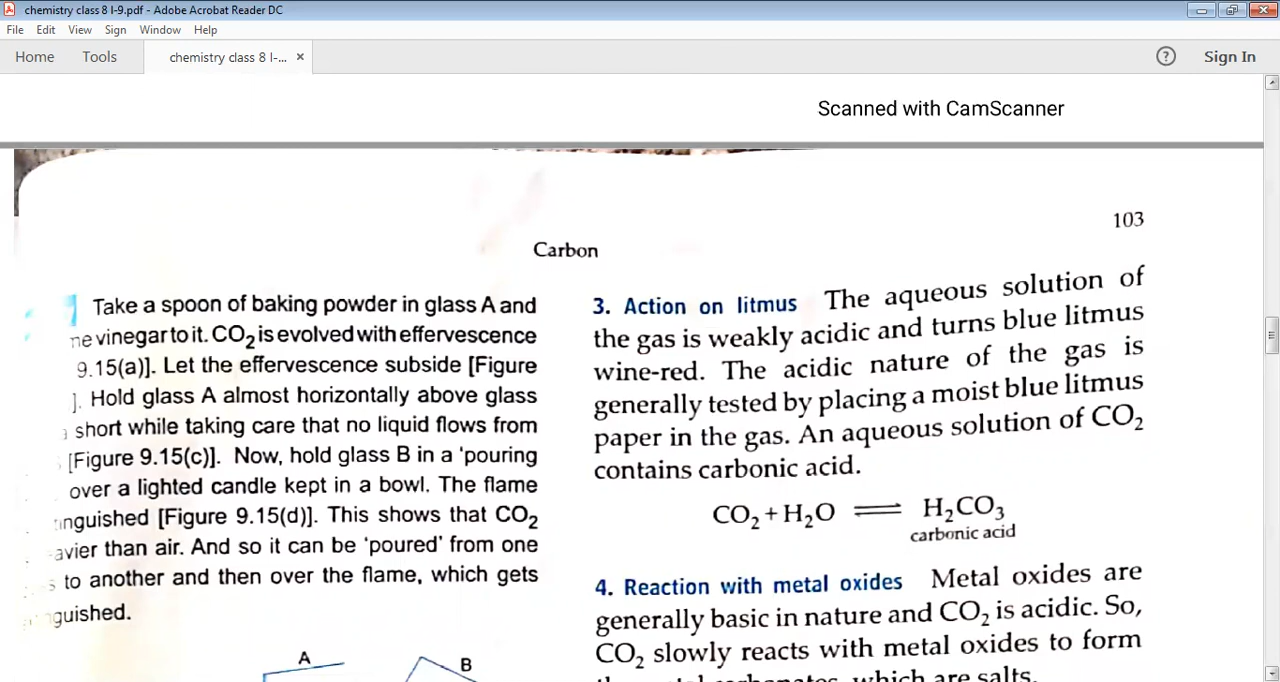 chemistry class 8 l-9.pdf - Adobe Acrobat Reader DC
File Edit View Sign Window Help
Home Tools chemistry class 8 l-... × ? Sign In
Scanned with CamScanner
103
Carbon
Take a spoon of baking powder in glass A and
vinegar to it. CO₂ is evolved with effervescence
9.15(a)]. Let the effervescence subside [Figure
]. Hold glass A almost horizontally above glass
short while taking care that no liquid flows from
[Figure 9.15(c)]. Now, hold glass B in a 'pouring
over a lighted candle kept in a bowl. The flame
[Figure 9.15(d)]. This shows that CO₂
than air. And so it can be 'poured' from one
to another and then over the flame, which gets
3. Action on litmus The aqueous solution of
the gas is weakly acidic and turns blue litmus
wine-red. The acidic nature of the gas is
generally tested by placing a moist blue litmus
paper in the gas. An aqueous solution of CO₂
contains carbonic acid.
CO₂ + H₂O ⇌ H₂CO₃
carbonic acid
4. Reaction with metal oxides Metal oxides are
generally basic in nature and CO₂ is acidic. So,
CO₂ slowly reacts with metal oxides to form
which are salts.
A
B